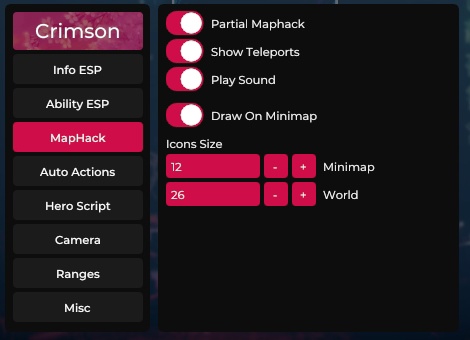 Crimson
Info ESP
Ability ESP
MapHack
Auto Actions
Hero Script
Camera
Ranges
Misc
Partial Maphack
Show Teleports
Play Sound
Draw On Minimap
Icons Size
12 - + Minimap
26 - + World